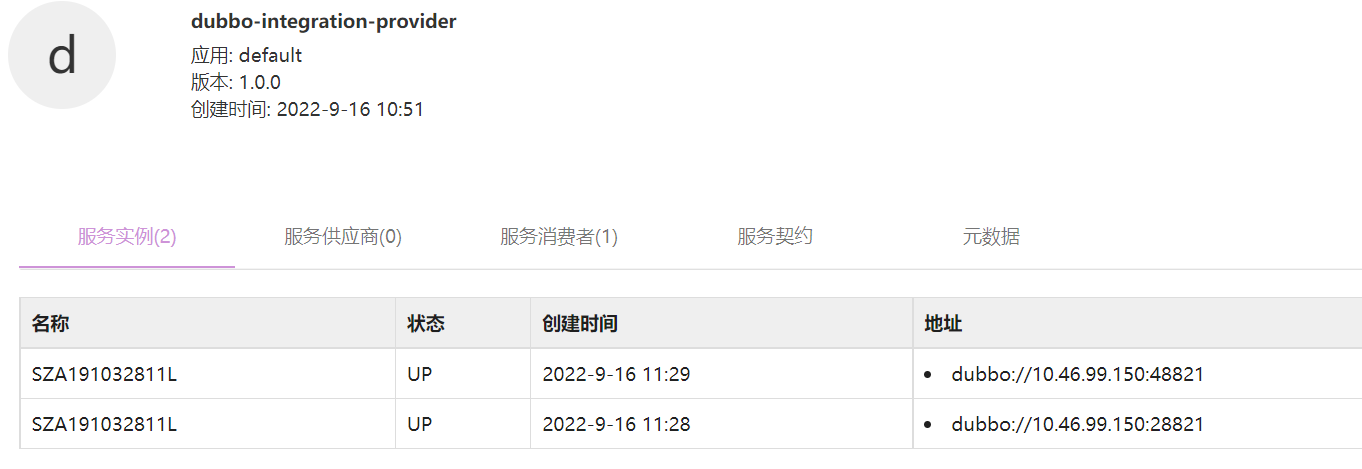 d
dubbo-integration-provider
应用: default
版本: 1.0.0
创建时间: 2022-9-16 10:51
服务实例(2) 服务供应商(0) 服务消费者(1) 服务契约 元数据
名称 状态 创建时间 地址
SZA191032811L UP 2022-9-16 11:29 • dubbo://10.46.99.150:48821
SZA191032811L UP 2022-9-16 11:28 • dubbo://10.46.99.150:28821